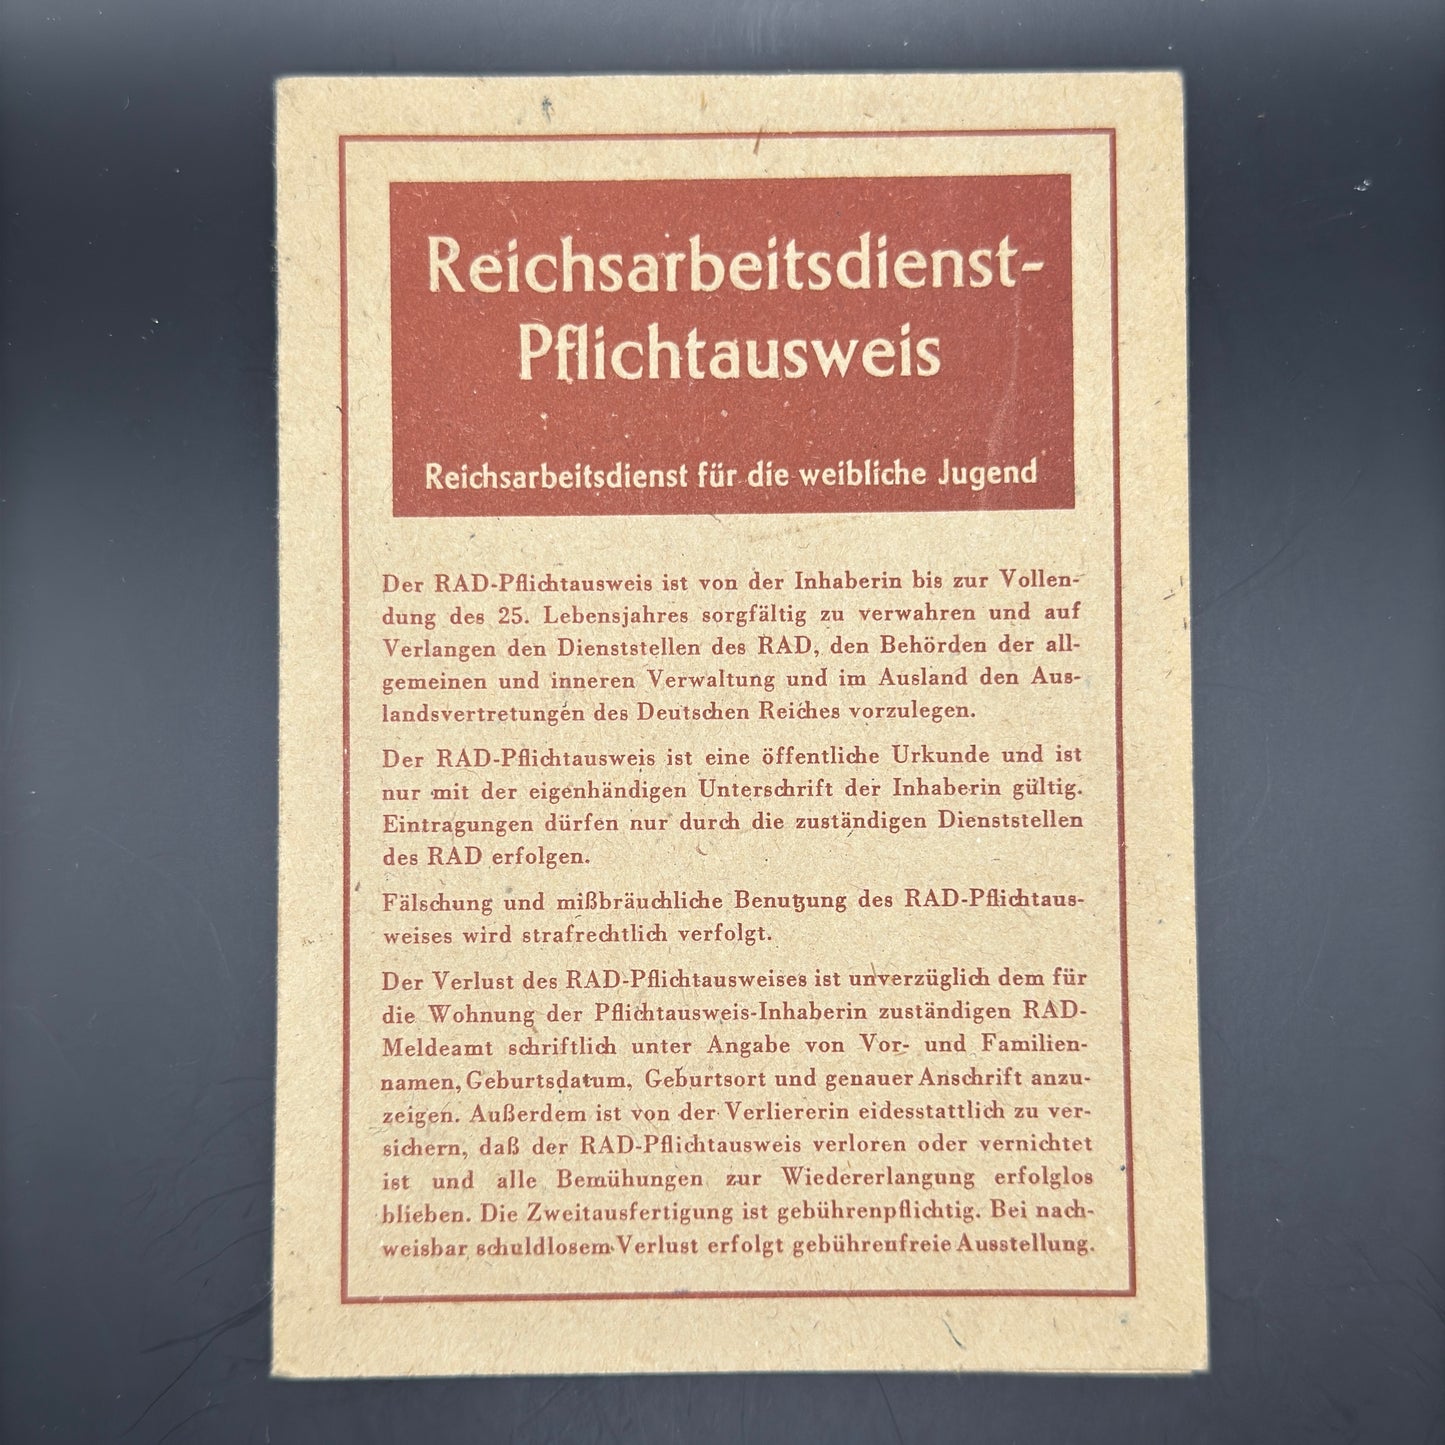 Reichsarbeitsdienst-
Pflichtausweis
Reichsarbeitsdienst für die weibliche Jugend
Der RAD-Pflichtausweis ist von der Inhaberin bis zur Vollen-
dung des 25. Lebensjahres sorgfältig zu verwahren und auf
Verlangen den Dienststellen des RAD, den Behörden der all-
gemeinen und inneren Verwaltung und im Ausland den Aus-
landsvertretungen des Deutschen Reiches vorzulegen.
Der RAD-Pflichtausweis ist eine öffentliche Urkunde und ist
nur mit der eigenhändigen Unterschrift der Inhaberin gültig.
Eintragungen dürfen nur durch die zuständigen Dienststellen
des RAD erfolgen.
Fälschung und mißbräuchliche Benutzung des RAD-Pflichtaus-
weises wird strafrechtlich verfolgt.
Der Verlust des RAD-Pflichtausweises ist unverzüglich dem für
die Wohnung der Pflichtausweis-Inhaberin zuständigen RAD-
Meldeamt schriftlich unter Angabe von Vor- und Familien-
namen, Geburtsdatum, Geburtsort und genauer Anschrift anzu-
zeigen. Außerdem ist von der Verliererin eidesstattlich zu ver-
sichern, daß der RAD-Pflichtausweis verloren oder vernichtet
ist und alle Bemühungen zur Wiedererlangung erfolglos
blieben. Die Zweitausfertigung ist gebührenpflichtig. Bei nach-
weisbar schuldlosem Verlust erfolgt gebührenfreie Ausstellung.